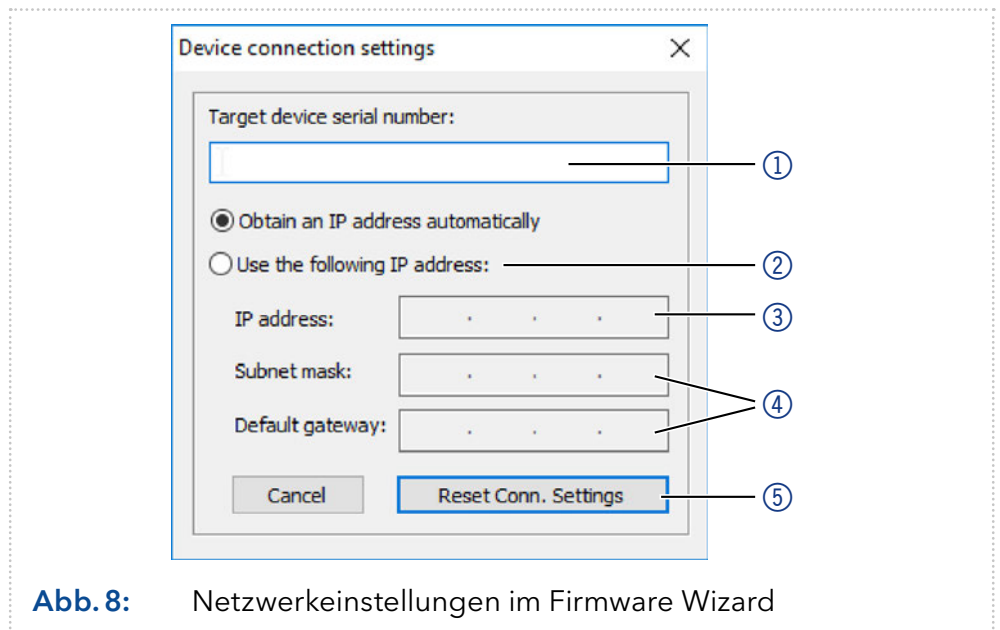 Device connection settings
Target device serial number:
①
Obtain an IP address automatically
Use the following IP address:
②
IP address: . . .
③
Subnet mask: . . .
④
Default gateway: . . .
Cancel Reset Conn. Settings
⑤
Abb. 8: Netzwerkeinstellungen im Firmware Wizard